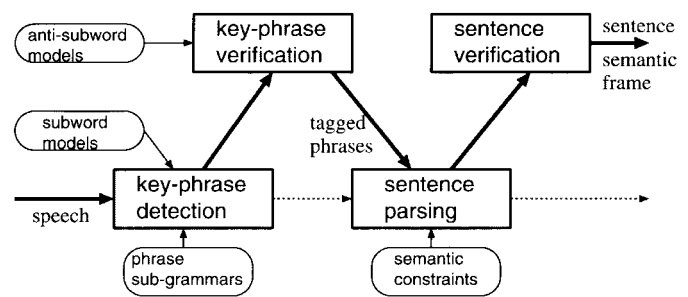 anti-subword
models
key-phrase
verification
sentence
verification
sentence
semantic
frame
subword
models
tagged
phrases
speech
key-phrase
detection
sentence
parsing
phrase
sub-grammars
semantic
constraints